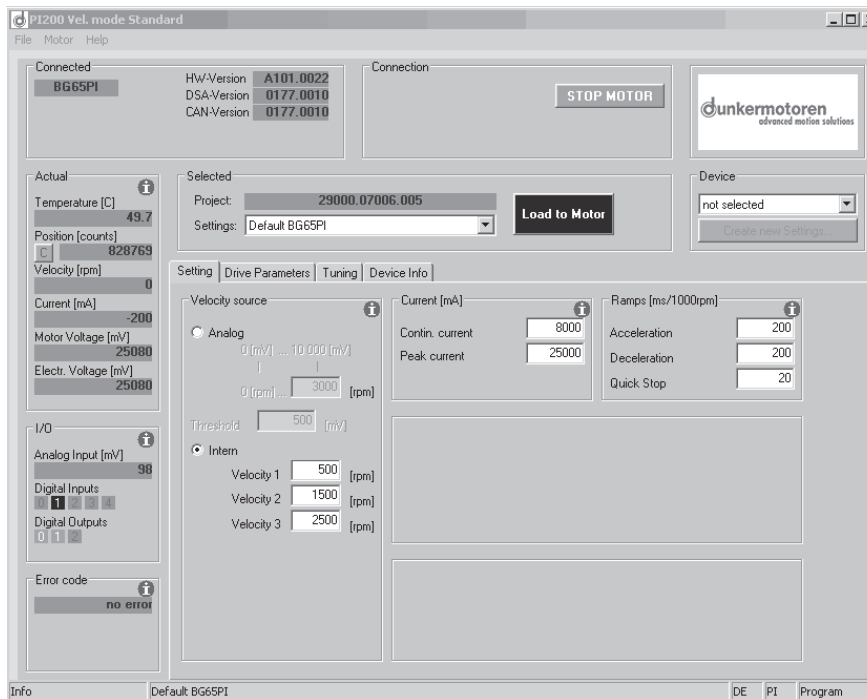 PI200 Vel. mode Standard
File Motor Help
Connected
BG65PI
HW-Version A101.0022
DSA-Version 0177.0010
CAN-Version 0177.0010
Connection
STOP MOTOR
dunkermotoren
advanced motion solutions
Actual
Temperature [C]
49.7
Position [counts]
C 828769
Velocity [rpm]
0
Current [mA]
-200
Motor Voltage [mV]
25080
Electr. Voltage [mV]
25080
I/O
Analog Input [mV]
98
Digital Inputs
0 1 2 3 4
Digital Outputs
0 1 2
Error code
no error
Selected
Project: 29000.07006.005
Settings: Default BG65PI
Load to Motor
Device
not selected
Create new Settings...
Setting Drive Parameters Tuning Device Info
Velocity source
Analog
0 [mV] ... 10 000 [mV]
0 [rpm] ... 3000 [rpm]
Threshold 500 [mV]
Intern
Velocity 1 500 [rpm]
Velocity 2 1500 [rpm]
Velocity 3 2500 [rpm]
Current [mA]
Contin. current 8000
Peak current 25000
Ramps [ms/1000rpm]
Acceleration 200
Deceleration 200
Quick Stop 20
Info Default BG65PI DE PI Program